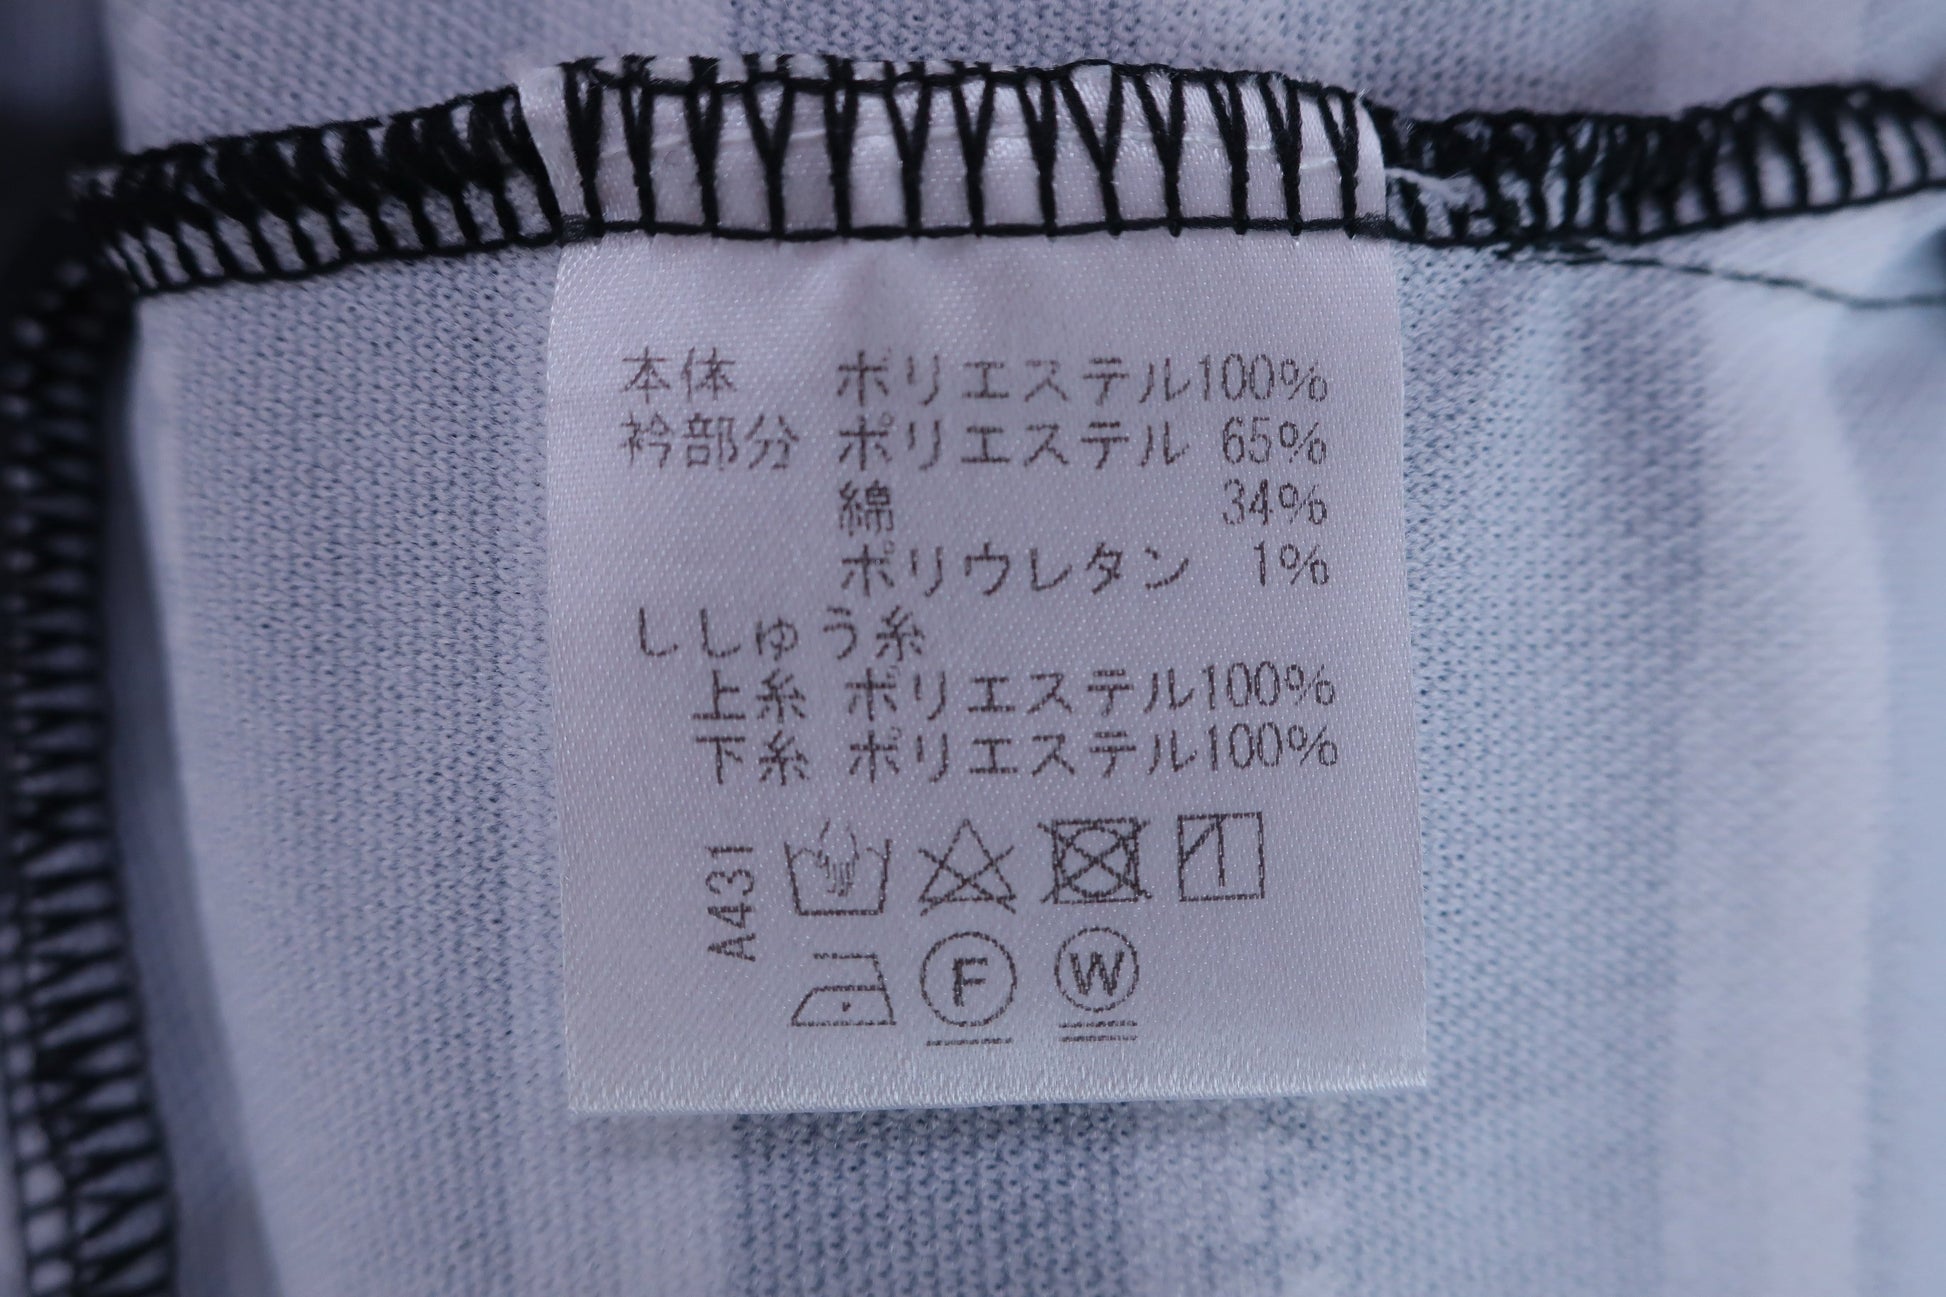 本体 ポリエステル100%
衿部分 ポリエステル 65%
綿 34%
ポリウレタン 1%
ししゅう糸
上糸 ポリエステル100%
下糸 ポリエステル100%
A431
F W